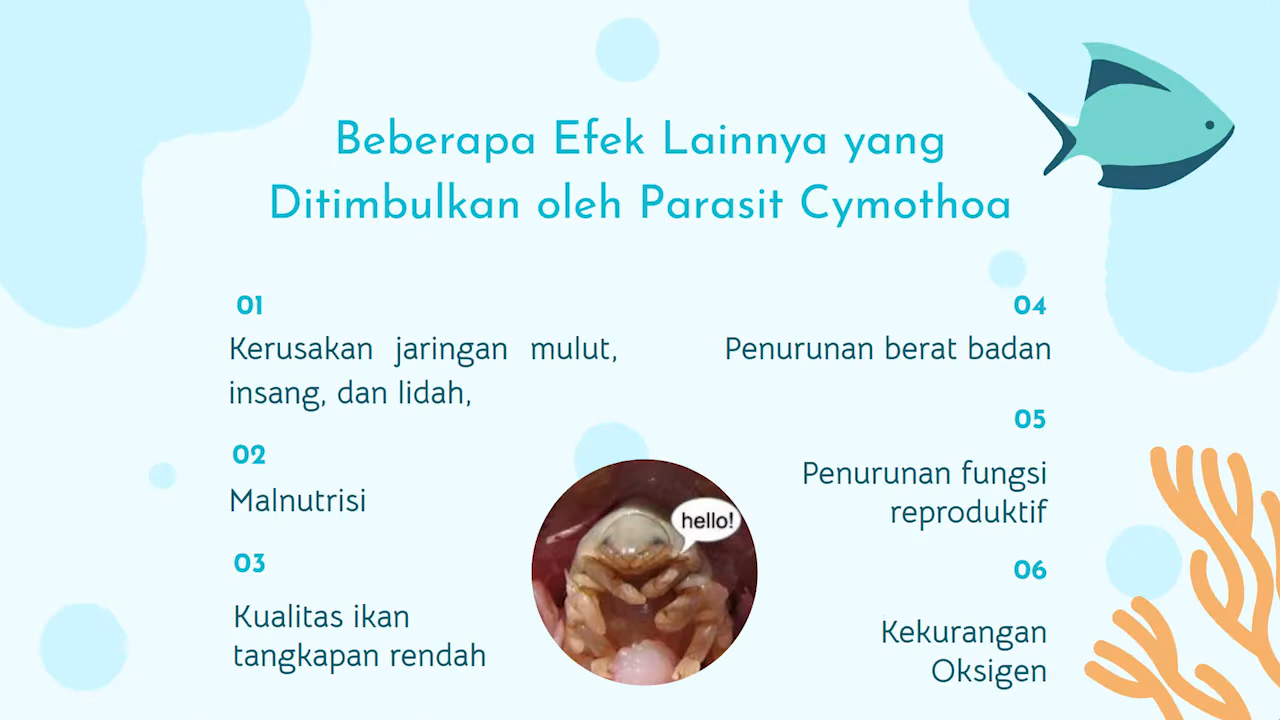 Beberapa Efek Lainnya yang
Ditimbulkan oleh Parasit Cymothoa
01
Kerusakan jaringan mulut,
insang, dan lidah,
02
Malnutrisi
03
Kualitas ikan
tangkapan rendah
hello!
04
Penurunan berat badan
05
Penurunan fungsi
reproduktif
06
Kekurangan
Oksigen